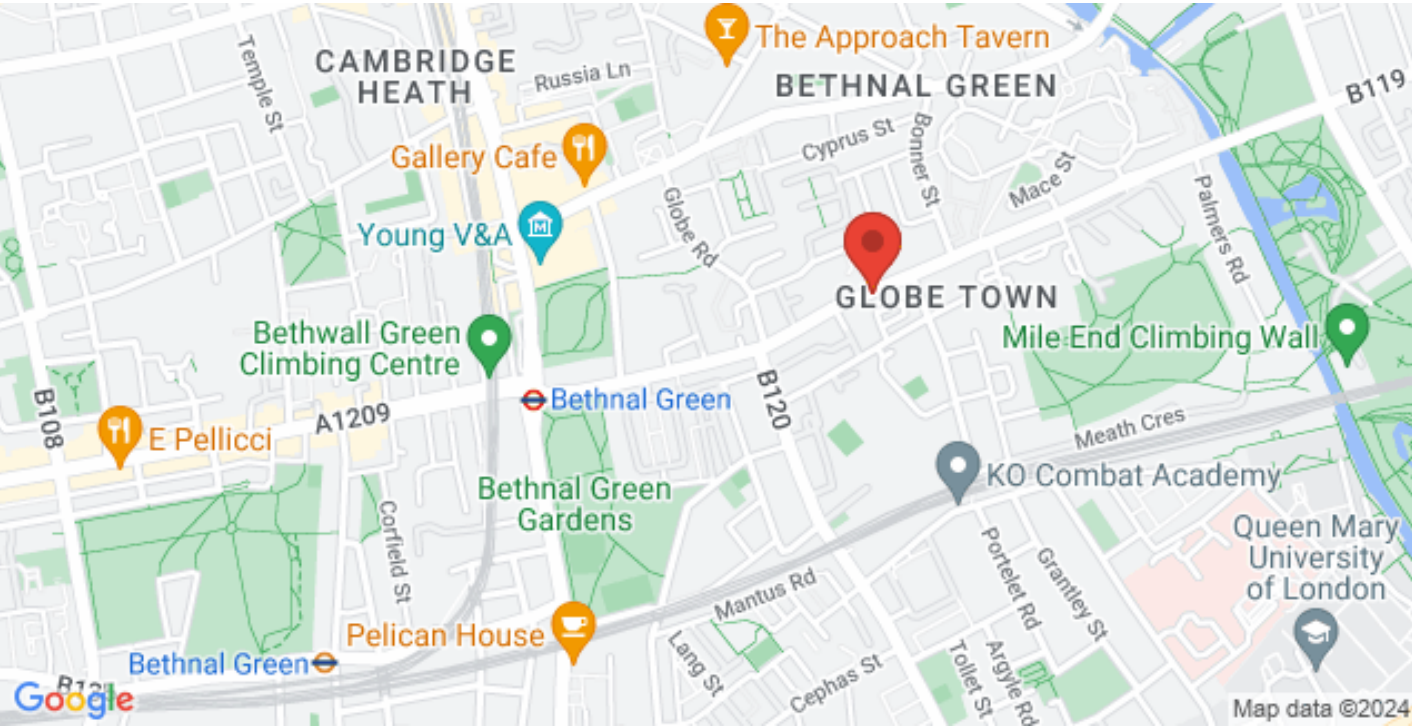 The Approach Tavern
CAMBRIDGE
HEATH
Temple St
Russia Ln
BETHNAL GREEN
B119
Gallery Cafe
Cyprus St
Bonner St
Mace St
Palmers Rd
Young V&A
M
Globe Rd
GLOBE TOWN
Bethwall Green
Climbing Centre
Mile End Climbing Wall
B108
A1209
Bethnal Green
B120
E Pellicci
Meath Cres
KO Combat Academy
Bethnal Green
Gardens
Corfield St
Queen Mary
University
of London
Portelet Rd
Grantley St
Mantus Rd
Pelican House
Lang St
Bethnal Green
Cephas St
Tollet St
Argyle Rd
Google
Map data ©2024